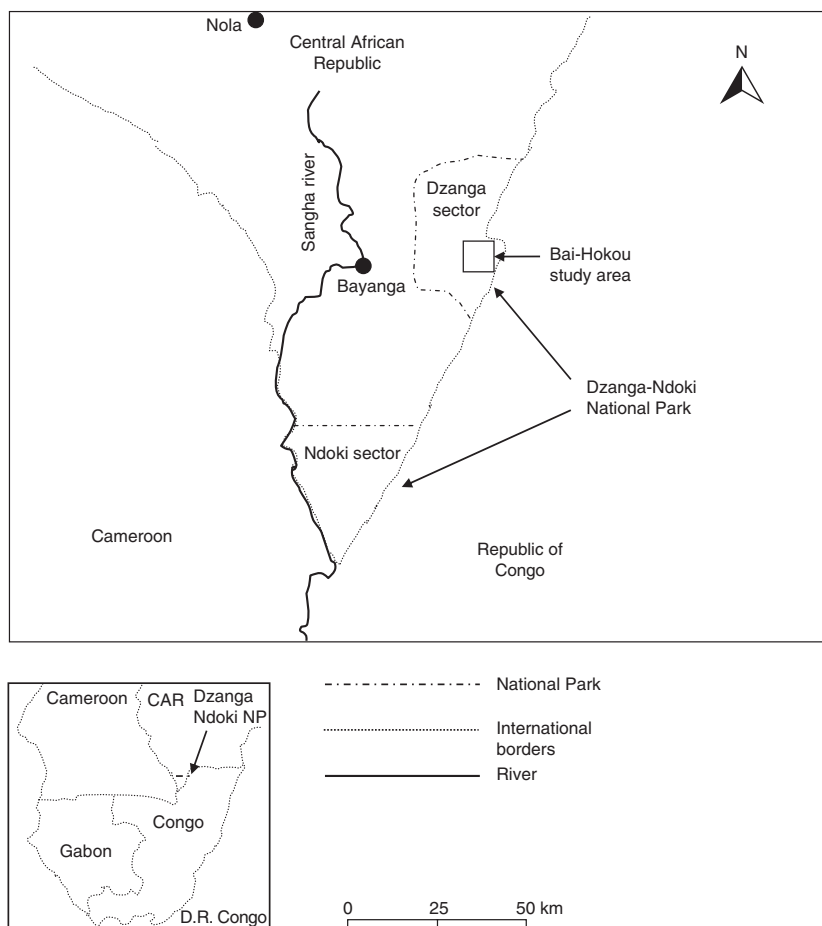 Nola
Central African
Republic
N
Sangha river
Dzanga
sector
Bai-Hokou
study area
Bayanga
Dzanga-Ndoki
National Park
Ndoki sector
Cameroon
Republic of
Congo
Cameroon
CAR
Dzanga
Ndoki NP
Congo
Gabon
D.R. Congo
National Park
International
borders
River
0 25 50 km